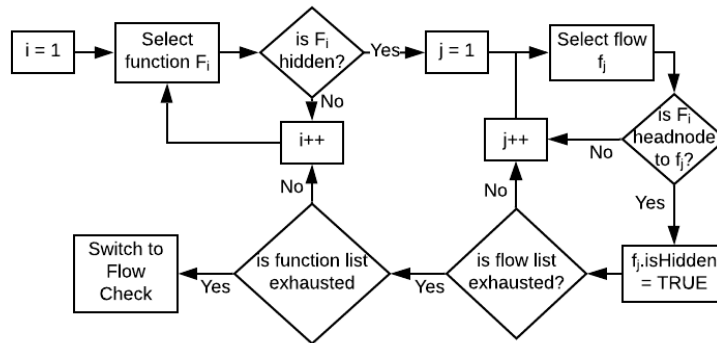 i = 1
Select
function Fᵢ
is Fᵢ
hidden?
Yes
j = 1
Select flow
fⱼ
No
i++
j++
No
is Fᵢ
headnode
to fⱼ?
Yes
No
No
Switch to
Flow
Check
Yes
is function list
exhausted
Yes
is flow list
exhausted?
fⱼ.isHidden
= TRUE